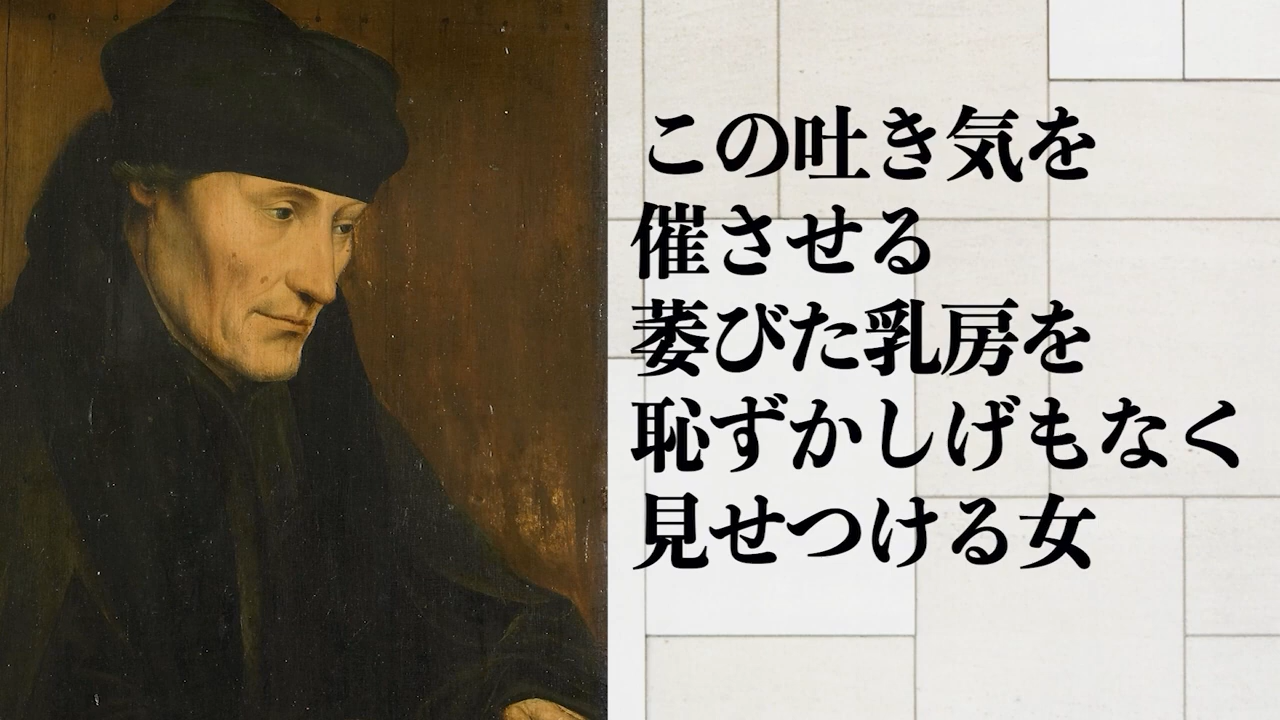 この吐き気を
催させる
萎びた乳房を
恥ずかしげもなく
見せつける女